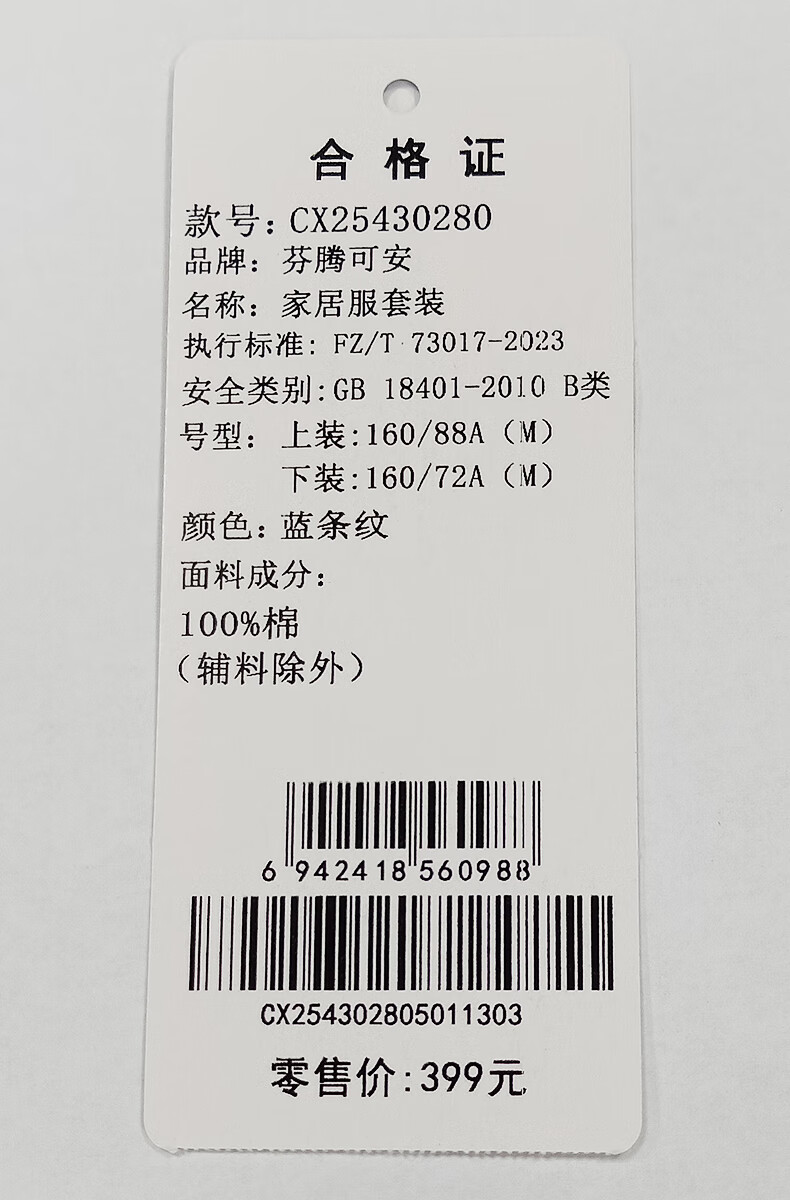 合格证
款号: CX25430280
品牌: 芬腾可安
名称: 家居服套装
执行标准: FZ/T 73017-2023
安全类别:GB 18401-2010 B类
号型: 上装:160/88A（M）
下装:160/72A（M）
颜色: 蓝条纹
面料成分:
100%棉
（辅料除外）
6 942418 560988
CX254302805011303
零售价:399元